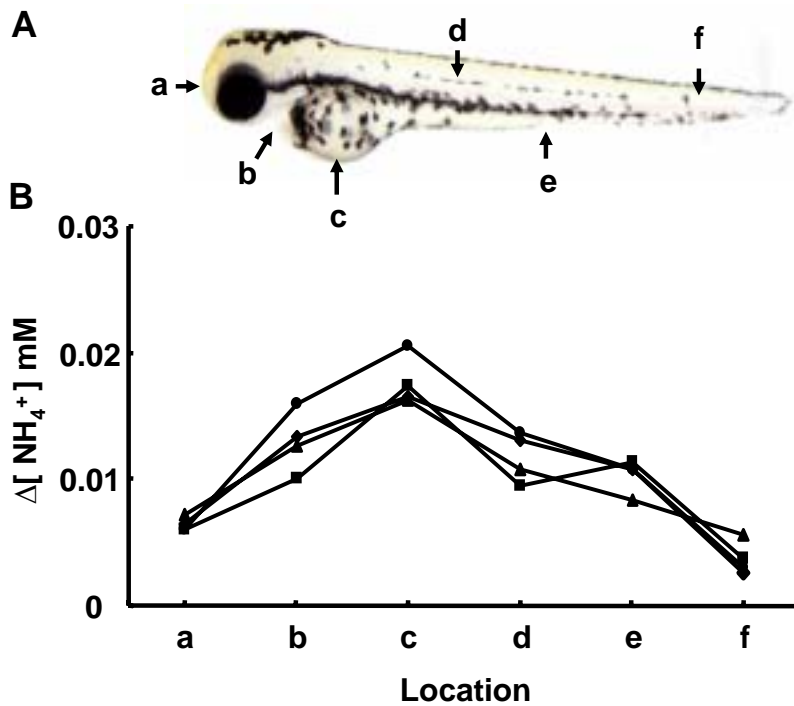 A
a
b
c
d
e
f
B
Δ[ NH₄⁺] mM
0.03
0.02
0.01
0
a b c d e f
Location